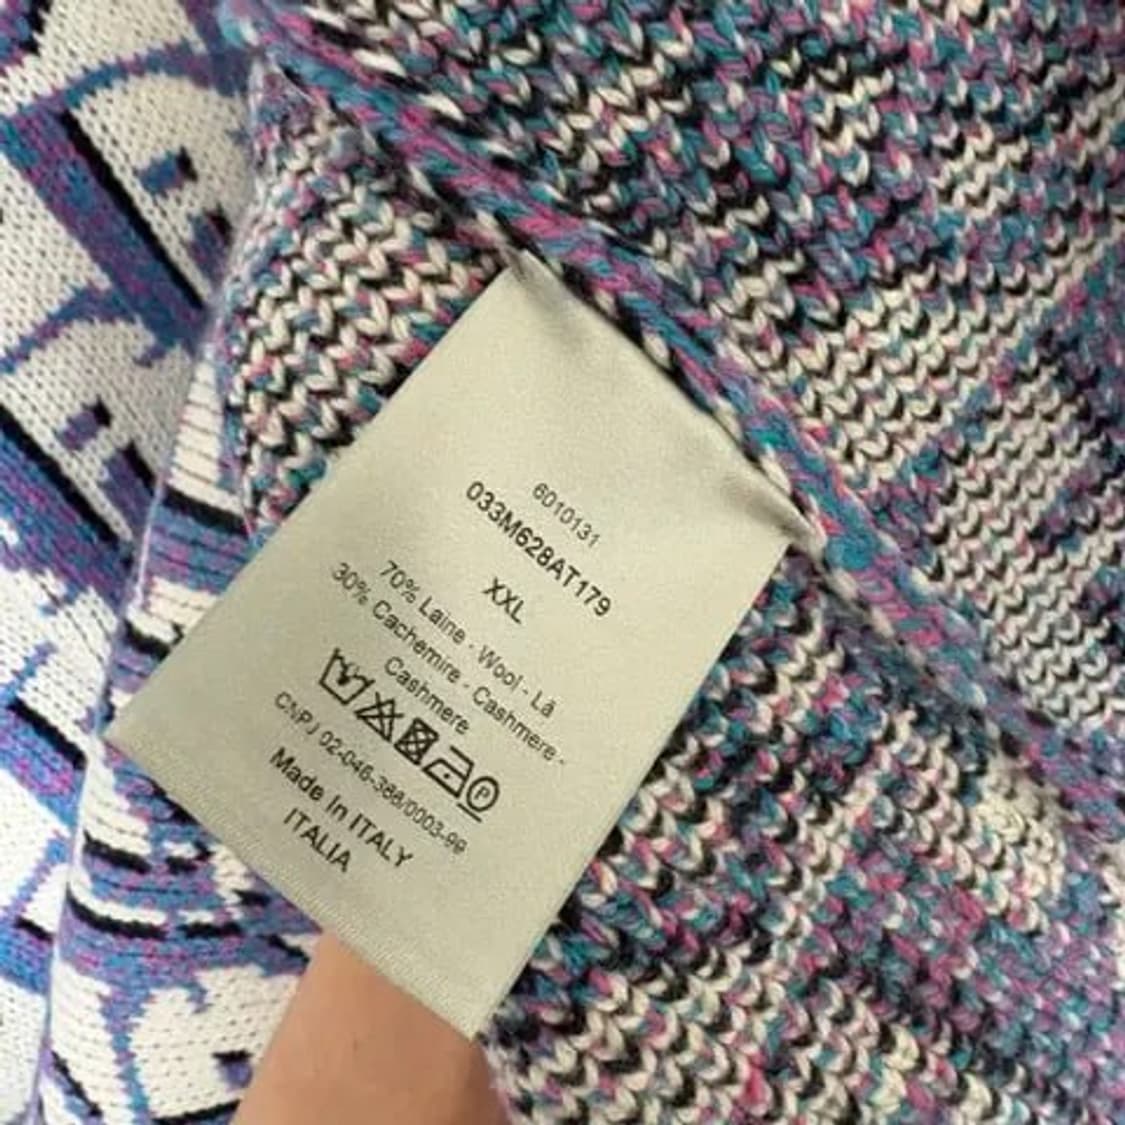 6010131
033M628AT179
XXL
70% Laine - Wool - Lã
30% Cachemire - Cashmere -
Cashmere
P
CNPJ 02-046-388/0003-99
Made In ITALY
ITALIA